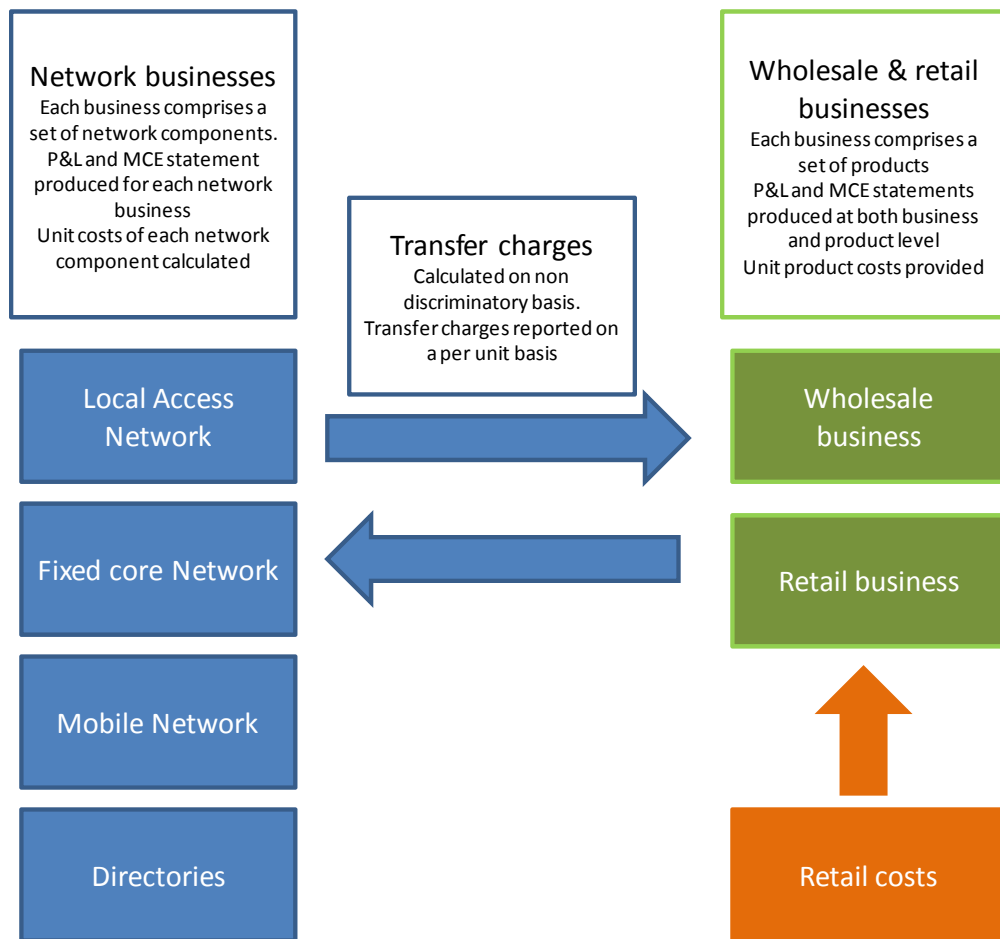 Network businesses
Each business comprises a
set of network components.
P&L and MCE statement
produced for each network
business
Unit costs of each network
component calculated
Transfer charges
Calculated on non
discriminatory basis.
Transfer charges reported on
a per unit basis
Wholesale & retail
businesses
Each business comprises a
set of products
P&L and MCE statements
produced at both business
and product level
Unit product costs provided
Local Access
Network
Wholesale
business
Fixed core Network
Retail business
Mobile Network
Directories
Retail costs